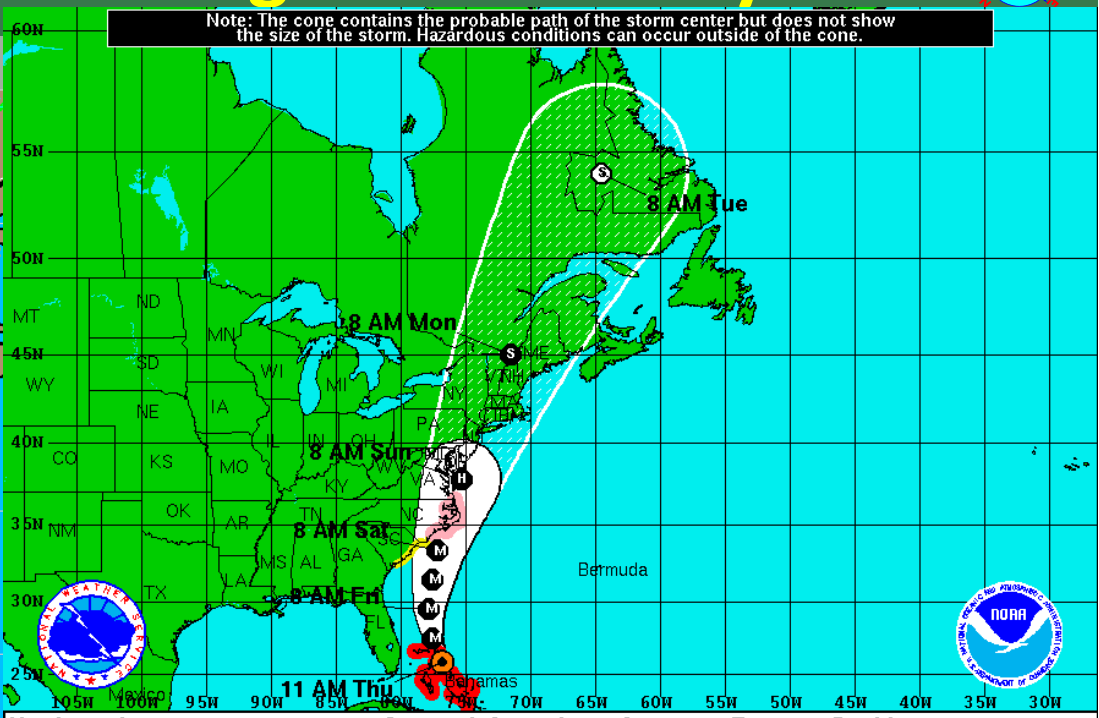 Note: The cone contains the probable path of the storm center but does not show
the size of the storm. Hazardous conditions can occur outside of the cone.
60N
55N
8 AM Tue
50N
ND
MT
8 AM Mon
MN
45N
ME
SD
WI
VT NH
WY
MI
NY
MA
NE
IA
CT
PA
40N
IL IN OH
8 AM Sun
CO
KS
WV
MO
VA
KY
OK
TN
NC
35N
NM
AR
8 AM Sat
SC
MS AL GA
Bermuda
LA
TX
30N
8 AM Fri
FL
NATIONAL WEATHER SERVICE
NOAA
25N
Bahamas
11 AM Thu
Mexico
105W 100W 95W 90W 85W 80W 75W 70W 65W 60W 55W 50W 45W 40W 35W 30W
S
S
H
M
M
M
M